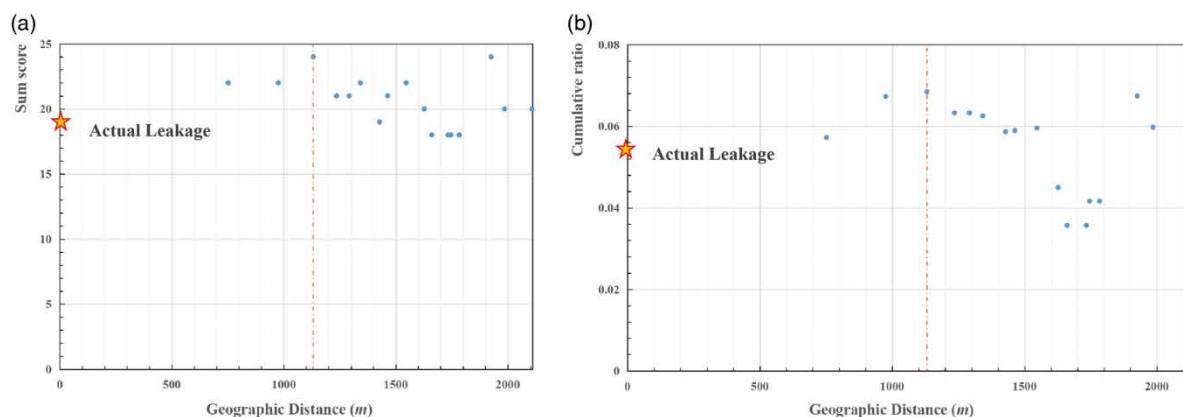 (a)
Sum score
25
20
15
10
5
0
Actual Leakage
0 500 1000 1500 2000
Geographic Distance (m)
(b)
Cumulative ratio
0.08
0.06
0.04
0.02
0
Actual Leakage
0 500 1000 1500 2000
Geographic Distance (m)